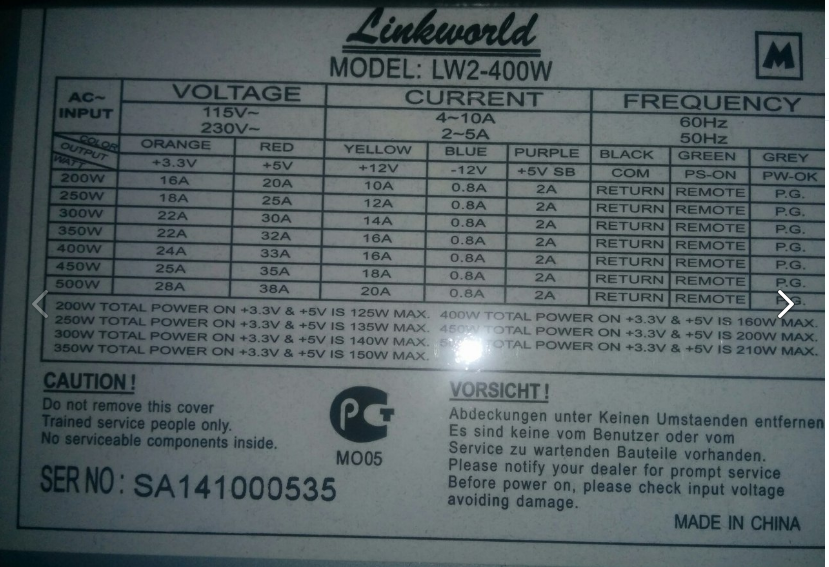 Linkworld
MODEL: LW2-400W
M
AC~ INPUT VOLTAGE CURRENT FREQUENCY
115V~ 4~10A 60Hz
230V~ 2~5A 50Hz
COLOR OUTPUT WATT
ORANGE RED YELLOW BLUE PURPLE BLACK GREEN GREY
+3.3V +5V +12V -12V +5V SB COM PS-ON PW-OK
200W 16A 20A 10A 0.8A 2A RETURN REMOTE P.G.
250W 18A 25A 12A 0.8A 2A RETURN REMOTE P.G.
300W 22A 30A 14A 0.8A 2A RETURN REMOTE P.G.
350W 22A 32A 16A 0.8A 2A RETURN REMOTE P.G.
400W 24A 33A 16A 0.8A 2A RETURN REMOTE P.G.
450W 25A 35A 18A 0.8A 2A RETURN REMOTE P.G.
500W 28A 38A 20A 0.8A 2A RETURN REMOTE P.G.
200W TOTAL POWER ON +3.3V & +5V IS 125W MAX. 400W TOTAL POWER ON +3.3V & +5V IS 160W MAX.
250W TOTAL POWER ON +3.3V & +5V IS 135W MAX. 450W TOTAL POWER ON +3.3V & +5V IS 200W MAX.
300W TOTAL POWER ON +3.3V & +5V IS 140W MAX. TOTAL POWER ON +3.3V & +5V IS 210W MAX.
350W TOTAL POWER ON +3.3V & +5V IS 150W MAX.
CAUTION!
Do not remove this cover
Trained service people only.
No serviceable components inside.
PCT
MO05
SER NO: SA141000535
VORSICHT!
Abdeckungen unter Keinen Umstaenden entfernen
Es sind keine vom Benutzer oder vom
Service zu wartenden Bauteile vorhanden.
Please notify your dealer for prompt service
Before power on, please check input voltage
avoiding damage.
MADE IN CHINA